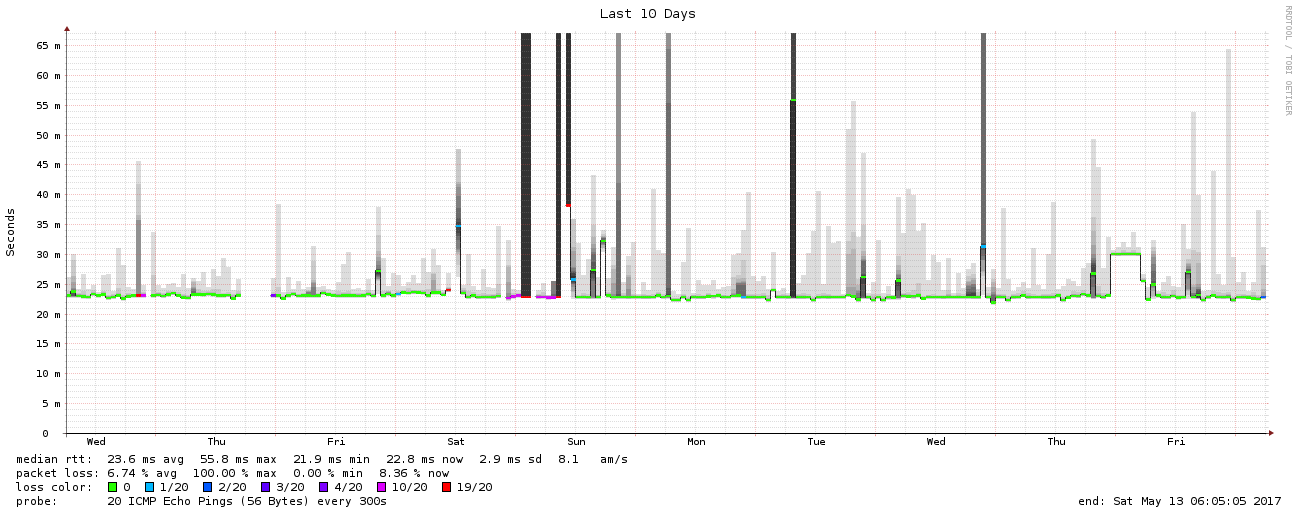 Last 10 Days
RRDTOOL / TOBI OETIKER
Seconds
65 m
60 m
55 m
50 m
45 m
40 m
35 m
30 m
25 m
20 m
15 m
10 m
5 m
0
Wed Thu Fri Sat Sun Mon Tue Wed Thu Fri
median rtt: 23.6 ms avg 55.8 ms max 21.9 ms min 22.8 ms now 2.9 ms sd 8.1 am/s
packet loss: 6.74 % avg 100.00 % max 0.00 % min 8.36 % now
loss color: 0 1/20 2/20 3/20 4/20 10/20 19/20
probe: 20 ICMP Echo Pings (56 Bytes) every 300s end: Sat May 13 06:05:05 2017